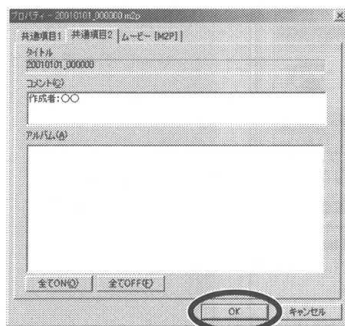 プロパティ - 20010101_000000.m2p
共通項目1 共通項目2 ムービー [M2P]
タイトル
20010101_000000
コメント(C)
作成者:〇〇
アルバム(A)
全てON(O) 全てOFF(F)
OK キャンセル